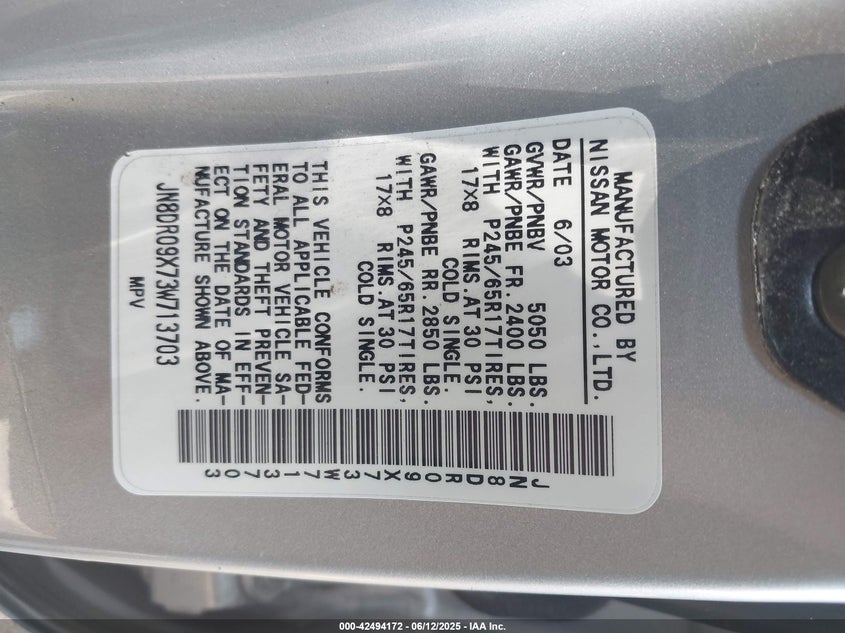 MANUFACTURED BY
NISSAN MOTOR CO.,LTD.
DATE 6/03
GVWR/PNBV 5050 LBS.
GAWR/PNBE FR. 2400 LBS.
WITH P245/65R17TIRES,
17X8 RIMS.AT 30 PSI
COLD SINGLE.
GAWR/PNBE RR. 2850 LBS.
WITH P245/65R17TIRES,
17X8 RIMS.AT 30 PSI
COLD SINGLE.
THIS VEHICLE CONFORMS
TO ALL APPLICABLE FED-
ERAL MOTOR VEHICLE SA-
FETY AND THEFT PREVEN-
TION STANDARDS IN EFF-
ECT ON THE DATE OF MA-
NUFACTURE SHOWN ABOVE.
JN8DR09X73W713703
MPV
JN8DR09X73W713703
000-42494172 - 06/12/2025 - IAA Inc.